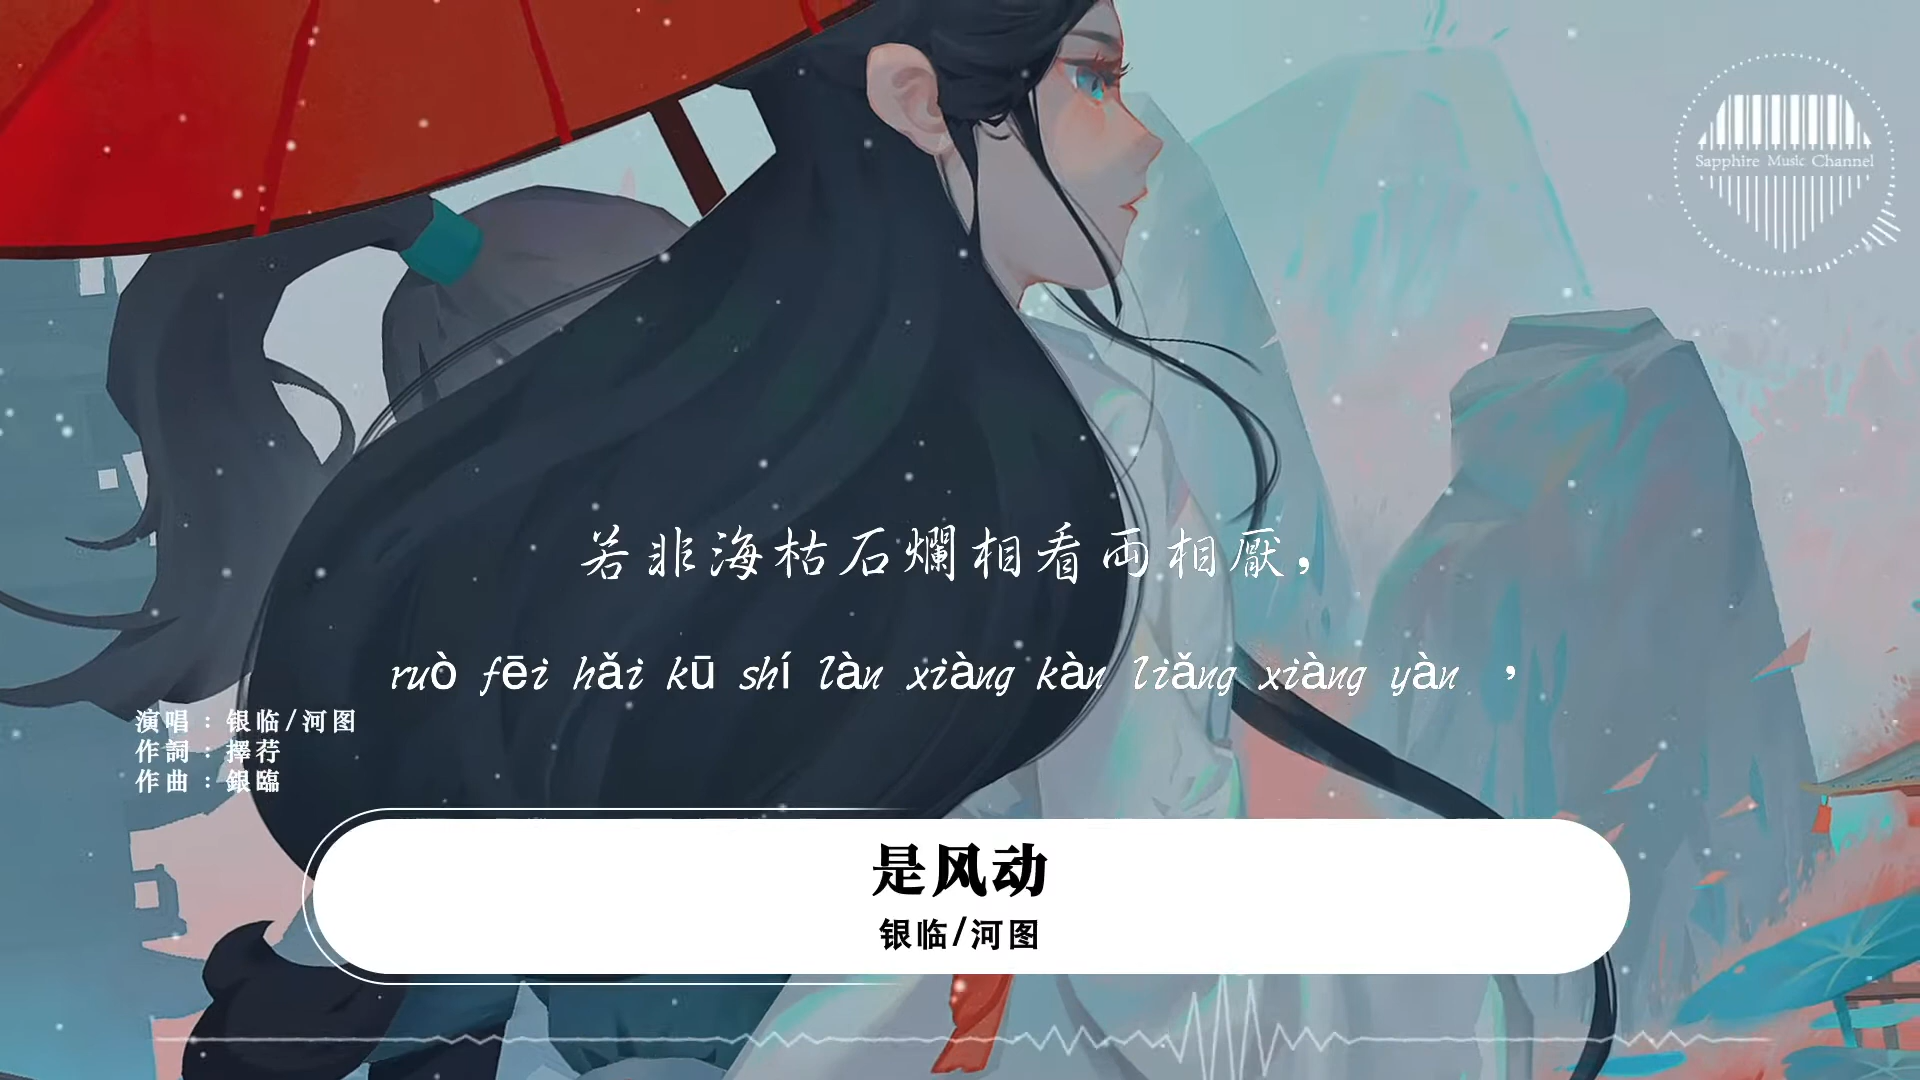 Sapphire Music Channel
若非海枯石爛相看両相厭，
ruò fēi hǎi kū shí làn xiàng kàn liǎng xiàng yàn ，
演唱：银临/河图
作詞：擇荇
作曲：銀臨
是风动
银临/河图